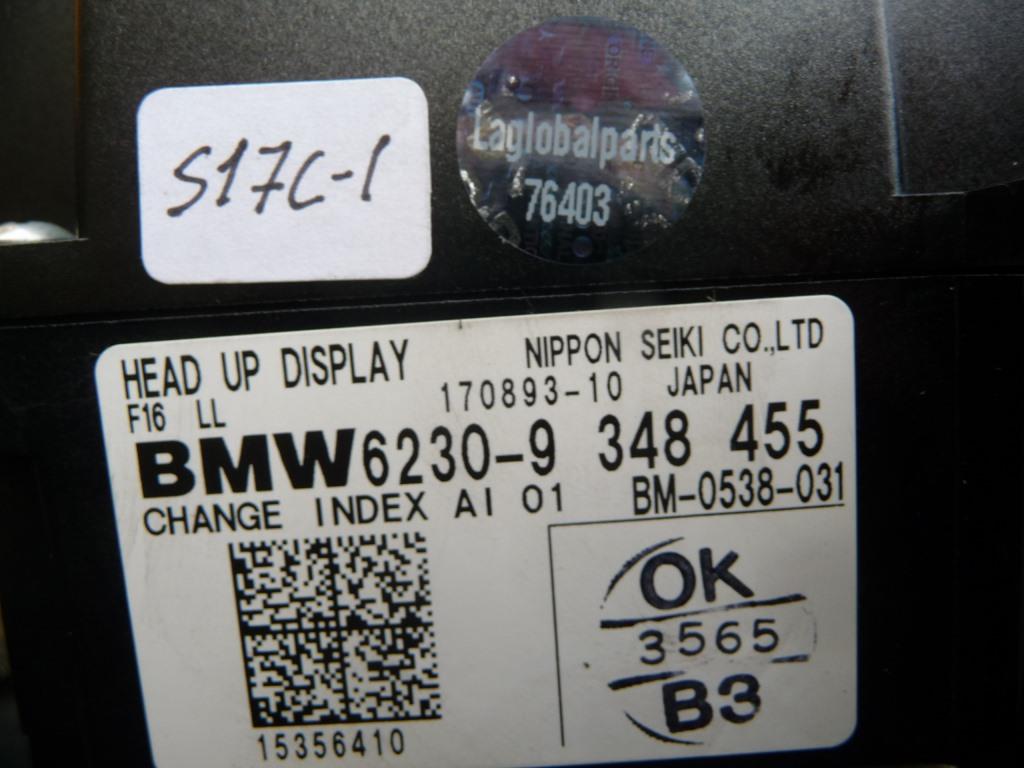 S17C-1
Laglobalparts
76403
HEAD UP DISPLAY NIPPON SEIKI CO.,LTD
F16 LL 170893-10 JAPAN
BMW6230-9 348 455
CHANGE INDEX AI 01 BM-0538-031
OK
3565
B3
15356410